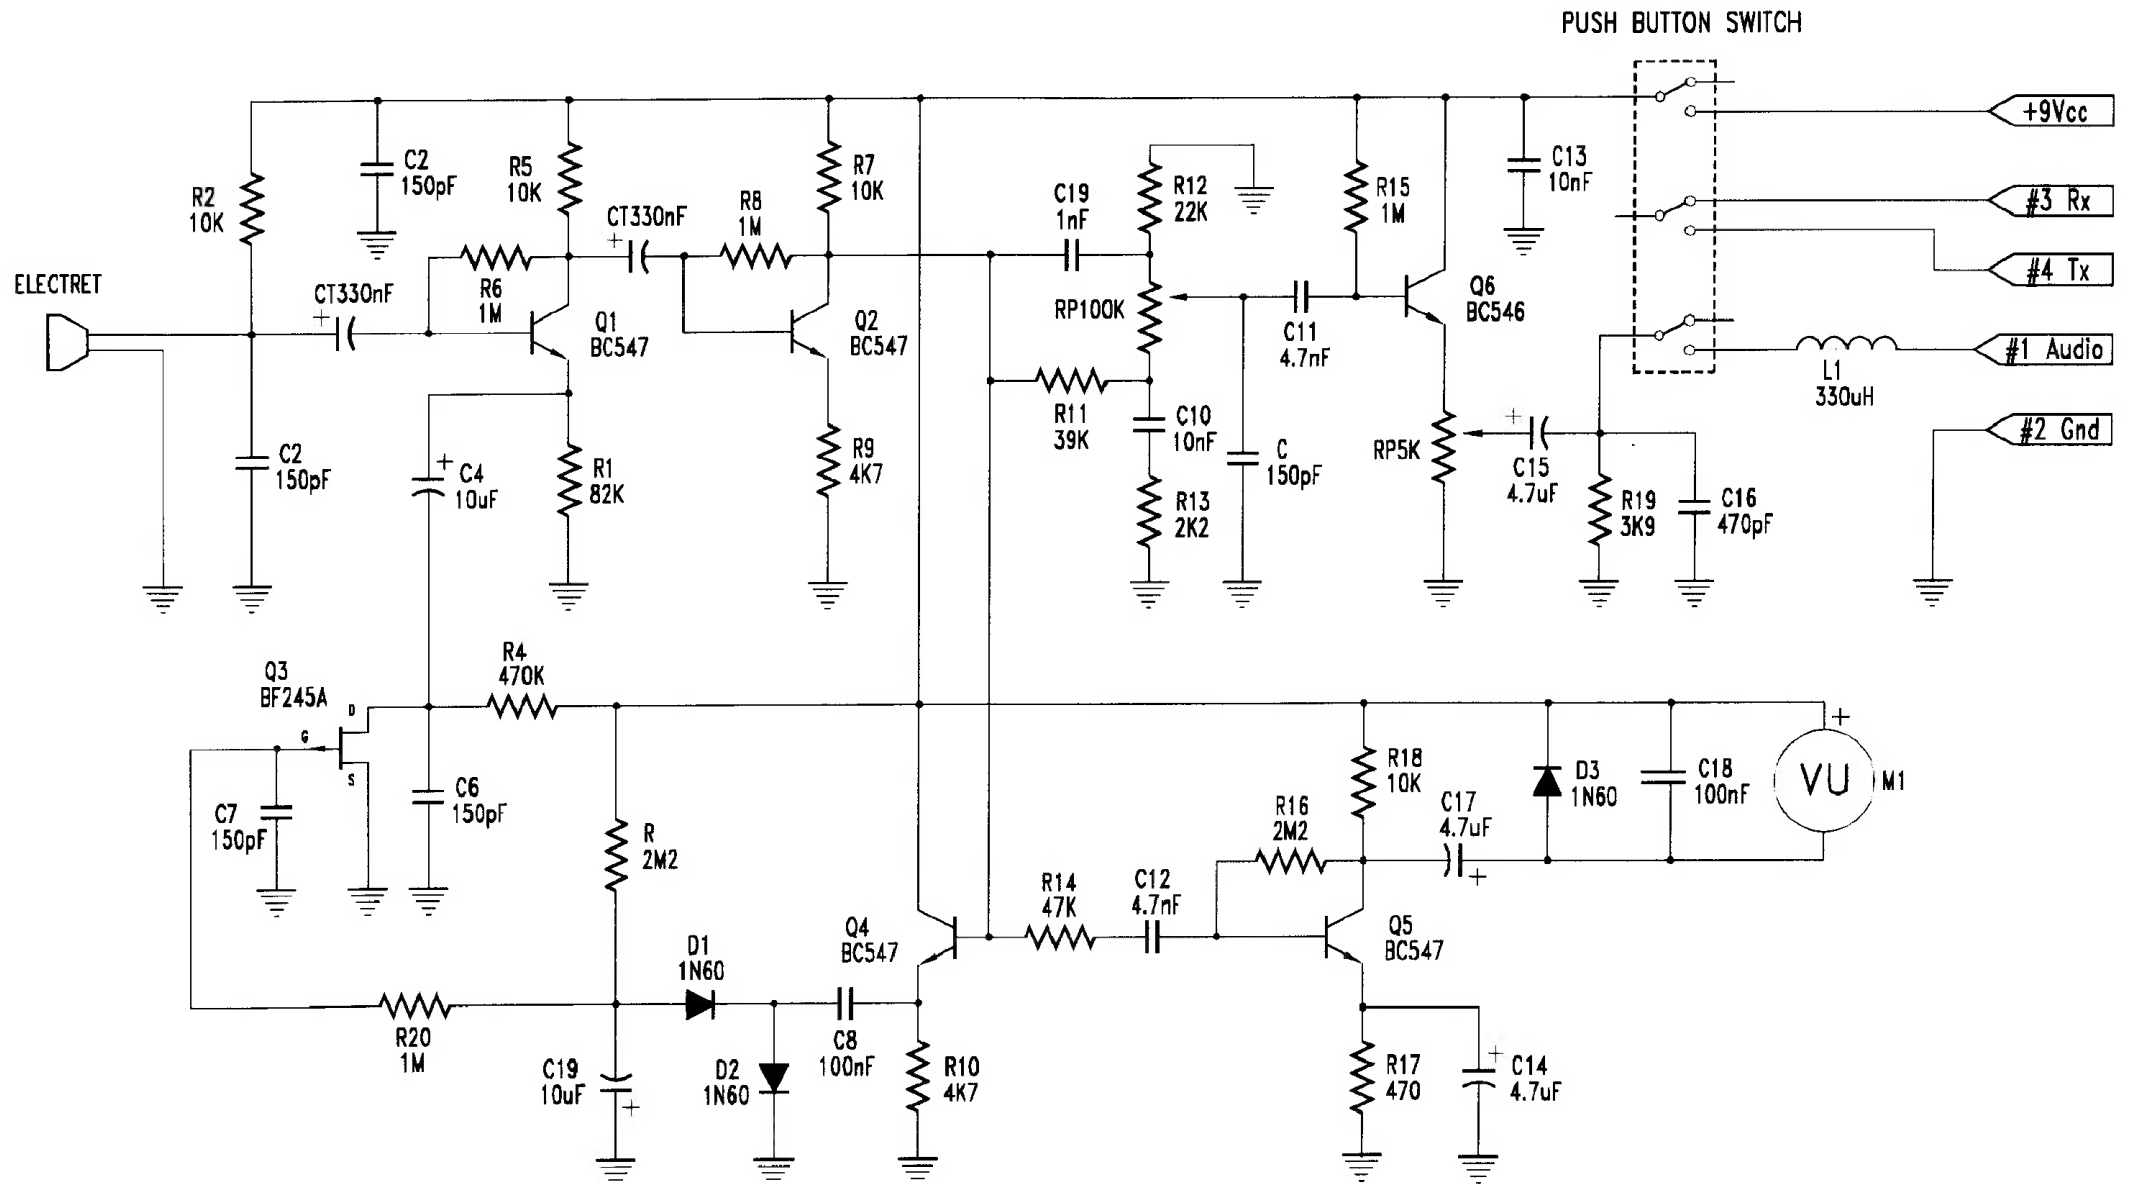 PUSH BUTTON SWITCH
+9Vcc
C2
150pF
R5
10K
R7
10K
C13
10nF
R2
10K
CT330nF
+
R8
1M
C19
1nF
R12
22K
R15
1M
#3 Rx
#4 Tx
ELECTRET
CT330nF
+
R6
1M
Q1
BC547
Q2
BC547
RP100K
C11
4.7nF
Q6
BC546
#1 Audio
L1
330uH
R11
39K
C10
10nF
#2 Gnd
C2
150pF
+
C4
10uF
R1
82K
R9
4K7
R13
2K2
C
150pF
RP5K
+
C15
4.7uF
R19
3K9
C16
470pF
Q3
BF245A
D
G
S
R4
470K
+
VU
M1
C7
150pF
C6
150pF
R
2M2
R18
10K
R16
2M2
C17
4.7uF
+
D3
1N60
C18
100nF
R14
47K
C12
4.7nF
Q4
BC547
Q5
BC547
D1
1N60
R20
1M
C19
10uF
+
D2
1N60
C8
100nF
R10
4K7
R17
470
+
C14
4.7uF